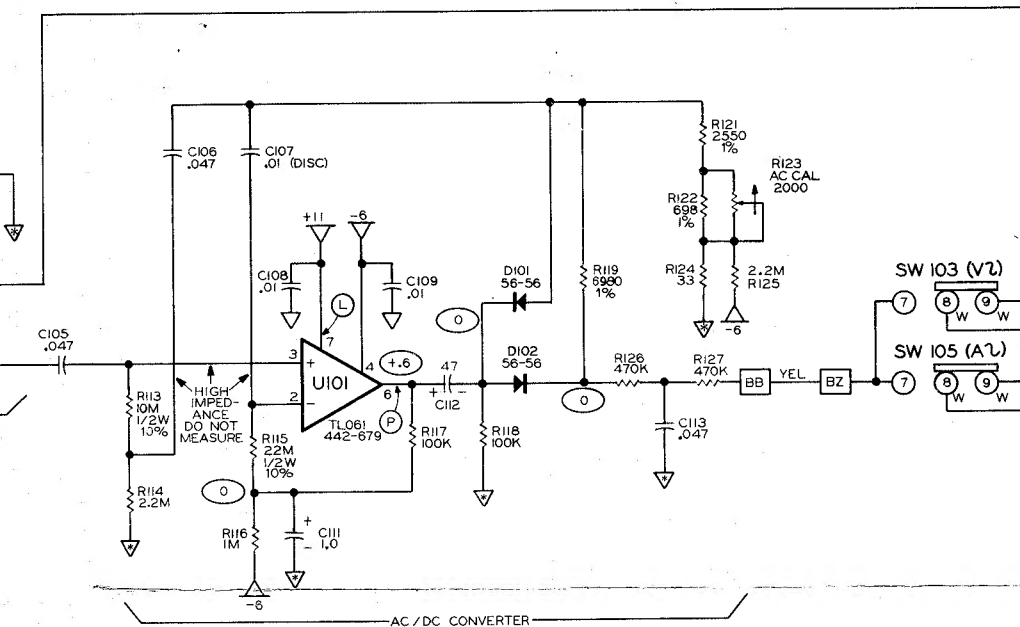 R121
2550
1%
C106
.047
C107
.01 (DISC)
R123
AC CAL
2000
R122
698
1%
+11
-6
C108
.01
C109
.01
D101
56-56
R119
6980
1%
R124
33
2.2M
R125
-6
SW 103 (V~)
7
8
9
W
W
L
0
C105
.047
3
+
7
4
+.6
47
D102
56-56
R126
470K
R127
470K
BB
YEL
BZ
SW 105 (A~)
7
8
9
W
W
U101
6
+
-
C112
0
2
-
P
HIGH
IMPED-
ANCE
DO NOT
MEASURE
R113
10M
1/2W
10%
TL061
442-679
R117
100K
R118
100K
C113
.047
R115
22M
1/2W
10%
0
R114
2.2M
R116
1M
+
-
C111
1.0
-6
AC/DC CONVERTER